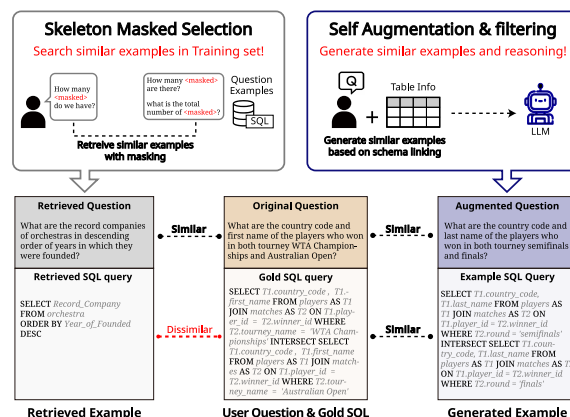 Skeleton Masked Selection
Search similar examples in Training set!
How many
<masked>
do we have?
How many <masked>
are there?
what is the total
number of <masked>?
Question
Examples
SQL
Retreive similar examples
with masking
Self Augmentation & filtering
Generate similar examples and reasoning!
Q
Table Info
+
LLM
Generate similar examples
based on schema linking
Retrieved Question
What are the record companies
of orchestras in descending
order of years in which they
were founded?
Similar
Original Question
What are the country code and
first name of the players who won
in both tourney WTA Champion-
ships and Australian Open?
Similar
Augmented Question
What are the country code and
last name of the players who
won in both tourney semifinals
and finals?
Retrieved SQL query
SELECT Record_Company
FROM orchestra
ORDER BY Year_of_Founded
DESC
Dissimilar
Gold SQL query
SELECT T1.country_code , T1.-
first_name FROM players AS T1
JOIN matches AS T2 ON T1.play-
er_id = T2.winner_id WHERE
T2.tourney_name = 'WTA Cham-
pionships' INTERSECT SELECT
T1.country_code , T1.first_name
FROM players AS T1 JOIN match-
es AS T2 ON T1.player_id =
T2.winner_id WHERE T2.tour-
ney_name = 'Australian Open'
Similar
Example SQL Query
SELECT T1.country_code,
T1.last_name FROM players
AS T1 JOIN matches AS T2 ON
T1.player_id = T2.winner_id
WHERE T2.round = 'semifinals'
INTERSECT SELECT T1.coun-
try_code, T1.last_name FROM
players AS T1 JOIN matches AS T2
ON T1.player_id = T2.winner_id
WHERE T2.round = 'finals'
Retrieved Example
User Question & Gold SQL
Generated Example